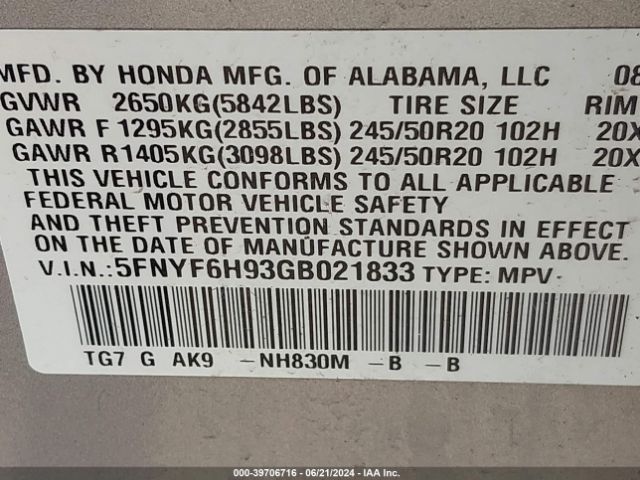 MFD. BY HONDA MFG. OF ALABAMA, LLC 08
GVWR 2650KG(5842LBS) TIRE SIZE RIM
GAWR F 1295KG(2855LBS) 245/50R20 102H 20X
GAWR R1405KG(3098LBS) 245/50R20 102H 20X
THIS VEHICLE CONFORMS TO ALL APPLICABLE
FEDERAL MOTOR VEHICLE SAFETY
AND THEFT PREVENTION STANDARDS IN EFFECT
ON THE DATE OF MANUFACTURE SHOWN ABOVE.
V.I.N.:5FNYF6H93GB021833 TYPE: MPV
TG7 G AK9 -NH830M -B -B
000-39706716 - 06/21/2024 - IAA Inc.